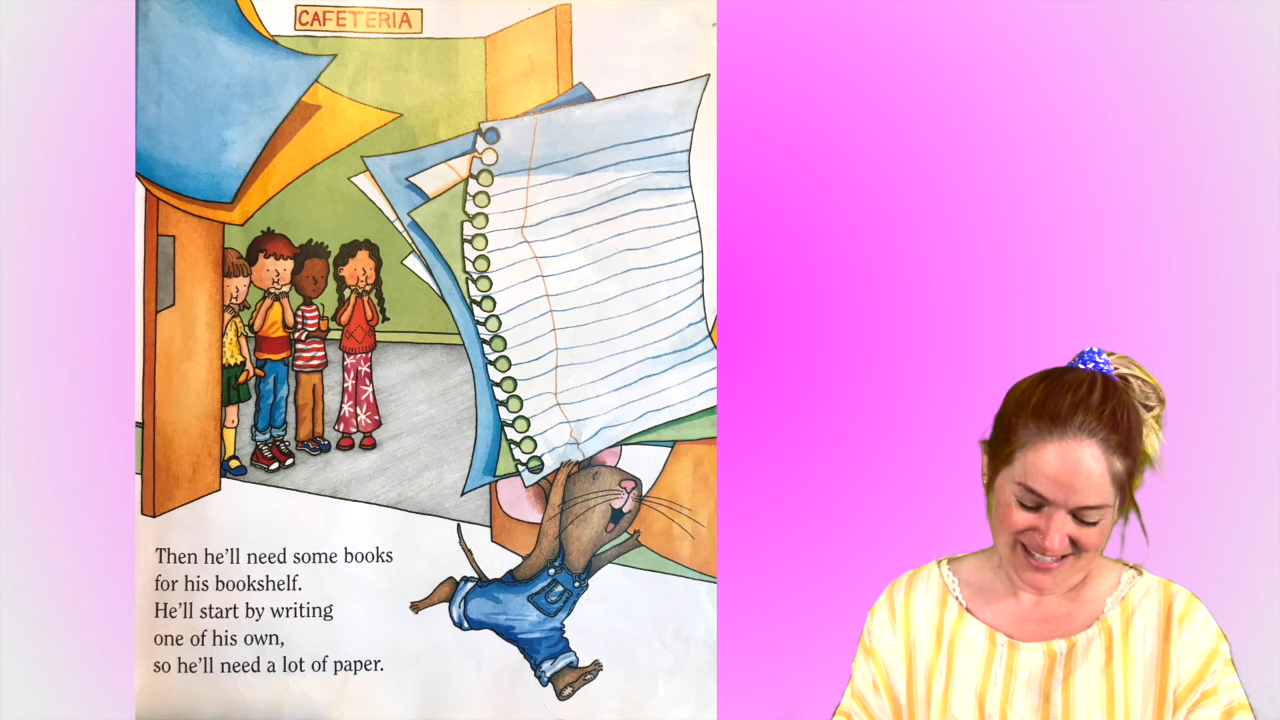 CAFETERIA
Then he'll need some books
for his bookshelf.
He'll start by writing
one of his own,
so he'll need a lot of paper.